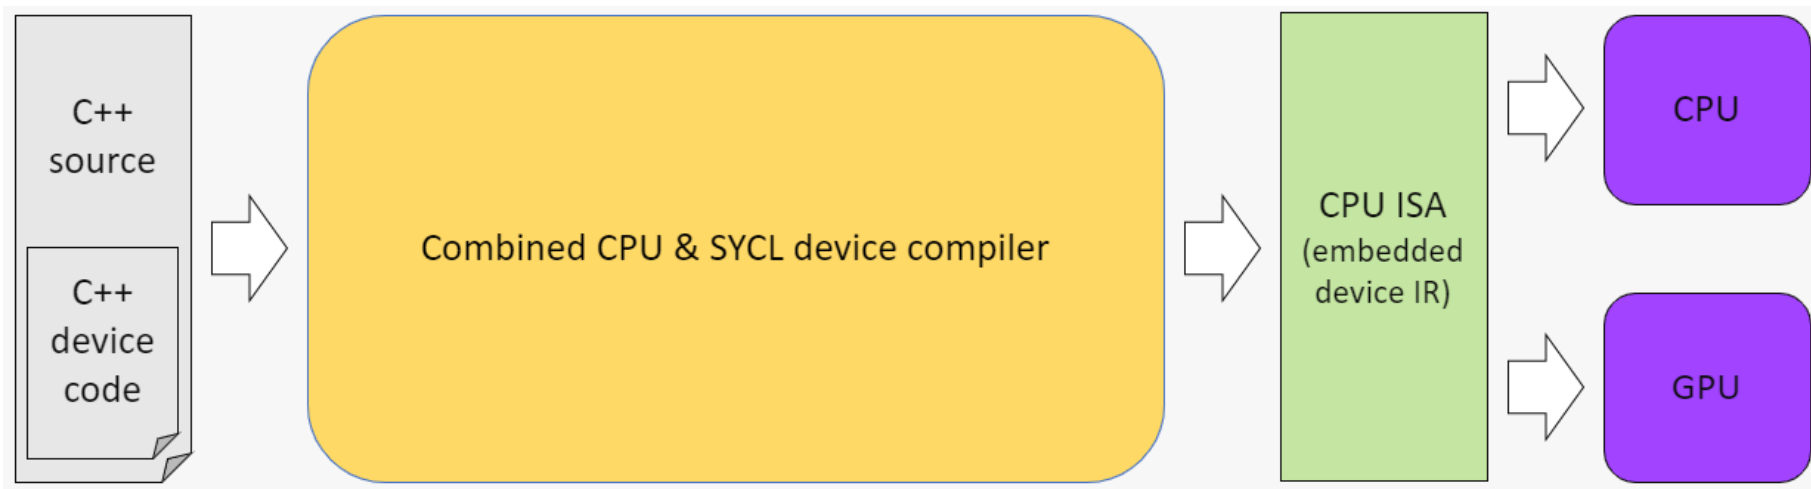 C++
source
C++
device
code
Combined CPU & SYCL device compiler
CPU ISA
(embedded
device IR)
CPU
GPU